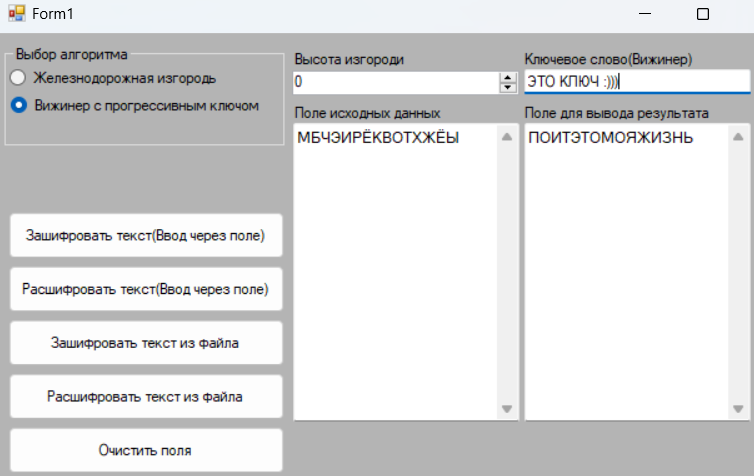 Form1
Выбор алгоритма
Железнодорожная изгородь
Вижинер с прогрессивным ключом
Высота изгороди
0
Ключевое слово(Вижинер)
ЭТО КЛЮЧ :)))
Поле исходных данных
МБЧЭИРЁКВОТХЖЁЫ
Поле для вывода результата
ПОИТЭТОМОЯЖИЗНЬ
Зашифровать текст(Ввод через поле)
Расшифровать текст(Ввод через поле)
Зашифровать текст из файла
Расшифровать текст из файла
Очистить поля